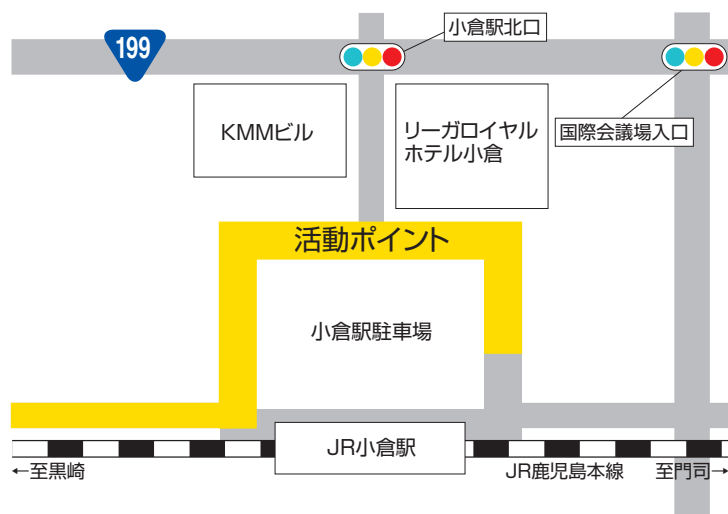 小倉駅北口
199
KMMビル
リーガロイヤル
ホテル小倉
国際会議場入口
活動ポイント
小倉駅駐車場
JR小倉駅
←至黒崎
JR鹿児島本線
至門司→